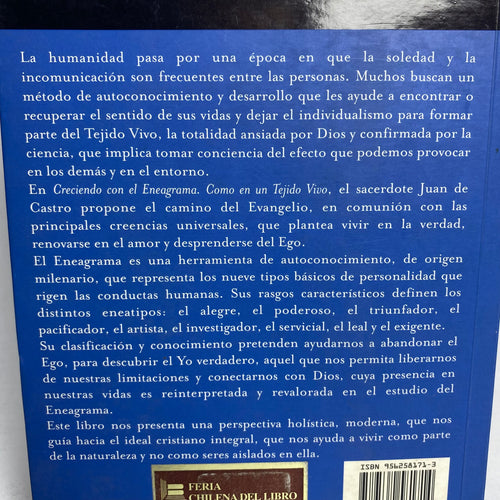 La humanidad pasa por una época en que la soledad y la
incomunicación son frecuentes entre las personas. Muchos buscan un
método de autoconocimiento y desarrollo que les ayude a encontrar o
recuperar el sentido de sus vidas y dejar el individualismo para formar
parte del Tejido Vivo, la totalidad ansiada por Dios y confirmada por la
ciencia, que implica tomar conciencia del efecto que podemos provocar
en los demás y en el entorno.
En Creciendo con el Eneagrama. Como en un Tejido Vivo, el sacerdote Juan de
Castro propone el camino del Evangelio, en comunión con las
principales creencias universales, que plantea vivir en la verdad,
renovarse en el amor y desprenderse del Ego.
El Eneagrama es una herramienta de autoconocimiento, de origen
milenario, que representa los nueve tipos básicos de personalidad que
rigen las conductas humanas. Sus rasgos característicos definen los
distintos eneatipos: el alegre, el poderoso, el triunfador, el
pacificador, el artista, el investigador, el servicial, el leal y el exigente.
Su clasificación y conocimiento pretenden ayudarnos a abandonar el
Ego, para descubrir el Yo verdadero, aquel que nos permita liberarnos
de nuestras limitaciones y conectarnos con Dios, cuya presencia en
nuestras vidas es reinterpretada y revalorada en el estudio del
Eneagrama.
Este libro nos presenta una perspectiva holística, moderna, que nos
guía hacia el ideal cristiano integral, que nos ayuda a vivir como parte
de la naturaleza y no como seres aislados en ella.
ISBN 956258171-3
FERIA
CHILENA DEL LIBRO